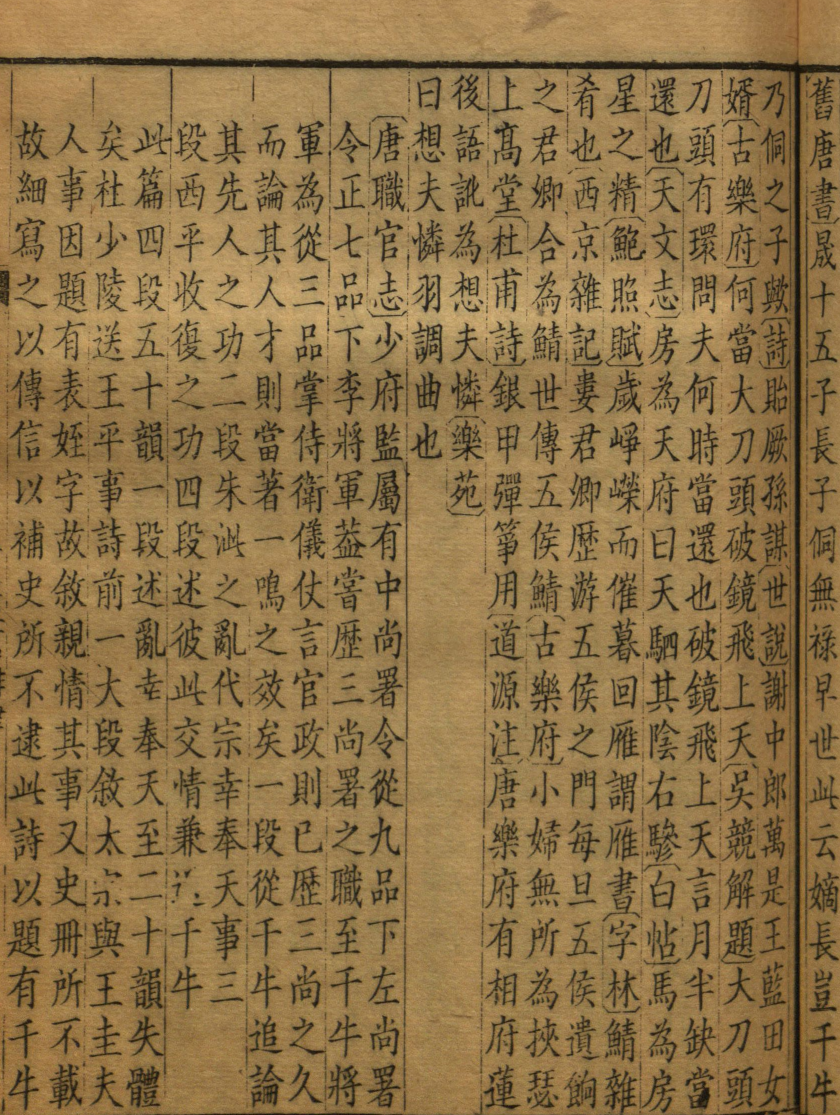 舊唐書晟十五子長子侗無祿早世此云嫡長豈千牛
乃侗之子歟詩貽厥孫謀世說謝中郎萬是王藍田女
婿古樂府何當大刀頭破鏡飛上天吳競解題大刀頭
刀頭有環問夫何時當還也破鏡飛上天言月半缺當
還也天文志房為天府曰天駟其陰右驂白帖馬為房
星之精鮑照賦歲崢嶸而催暮回雁謂雁書字林鯖雜
肴也西京雜記婁君卿歷游五侯之門每旦五侯遺餉
之君卿合為鯖世傳五侯鯖古樂府小婦無所為挾瑟
上高堂杜甫詩銀甲彈箏用道源注唐樂府有相府蓮
後語訛為想夫憐樂苑
曰想夫憐羽調曲也
唐職官志少府監屬有中尚署令從九品下左尚署
令正七品下李將軍葢嘗歷三尚署之職至千牛將
軍為從三品掌侍衛儀仗言官政則已歷三尚之久
而論其人才則當著一鳴之效矣一段從千牛追論
其先人之功二段朱泚之亂代宗幸奉天事三
段西平收復之功四段述彼此交情兼 千牛
此篇四段五十韻一段述亂幸奉天至二十韻失體
矣杜少陵送王平事詩前一大段敘太宗與王圭夫
人事因題有表姪字故敘親情其事又史冊所不載
故細寫之以傳信以補史所不逮此詩以題有千牛